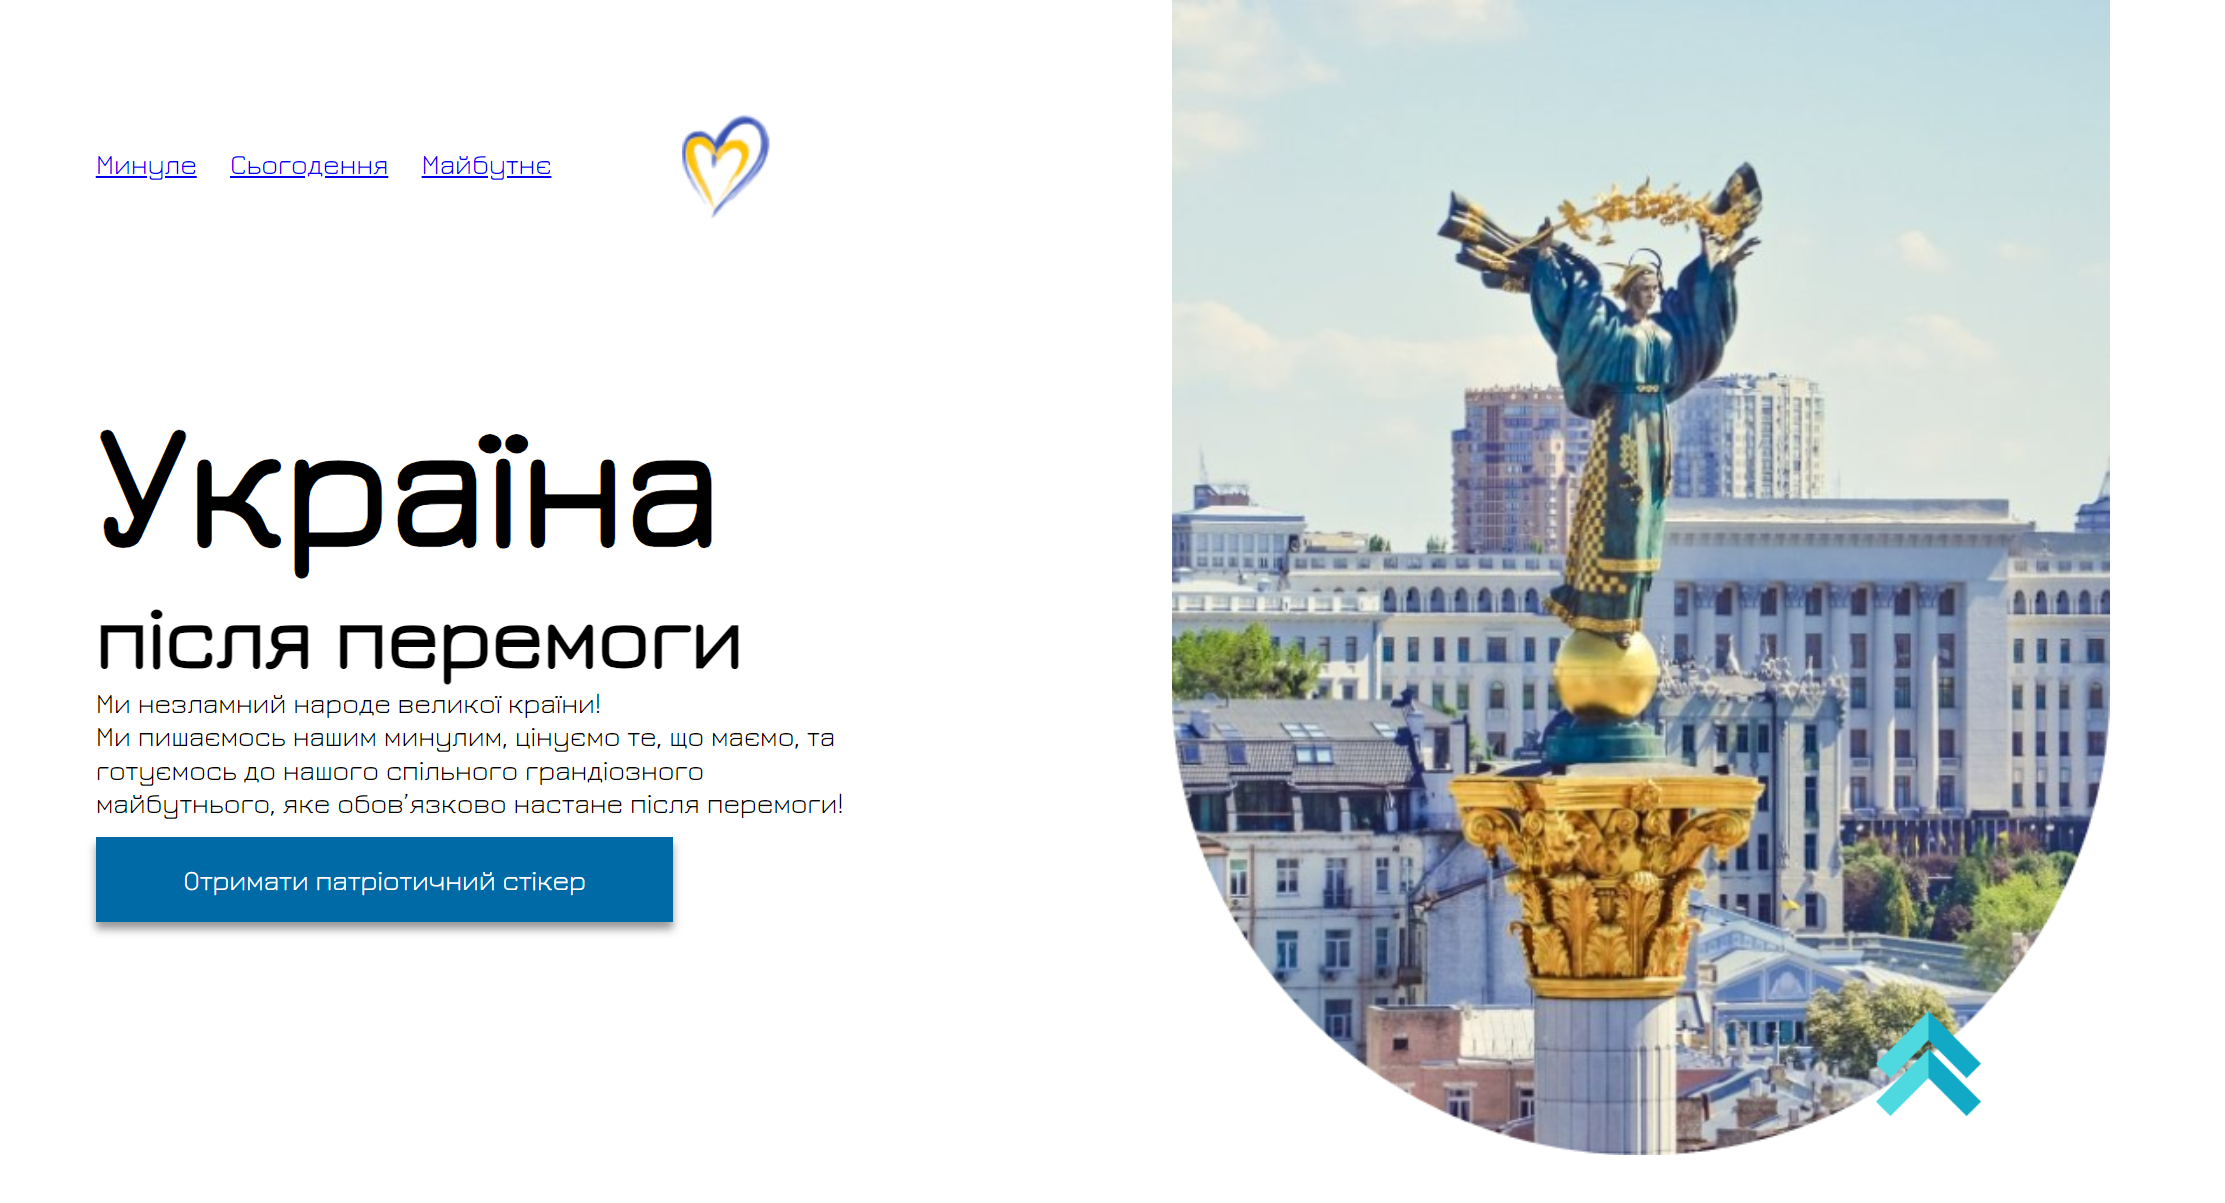 Минуле Сьогодення Майбутнє
Україна
після перемоги
Ми незламний народе великої країни!
Ми пишаємось нашим минулим, цінуємо те, що маємо, та
готуємось до нашого спільного грандіозного
майбутнього, яке обов’язково настане після перемоги!
Отримати патріотичний стікер